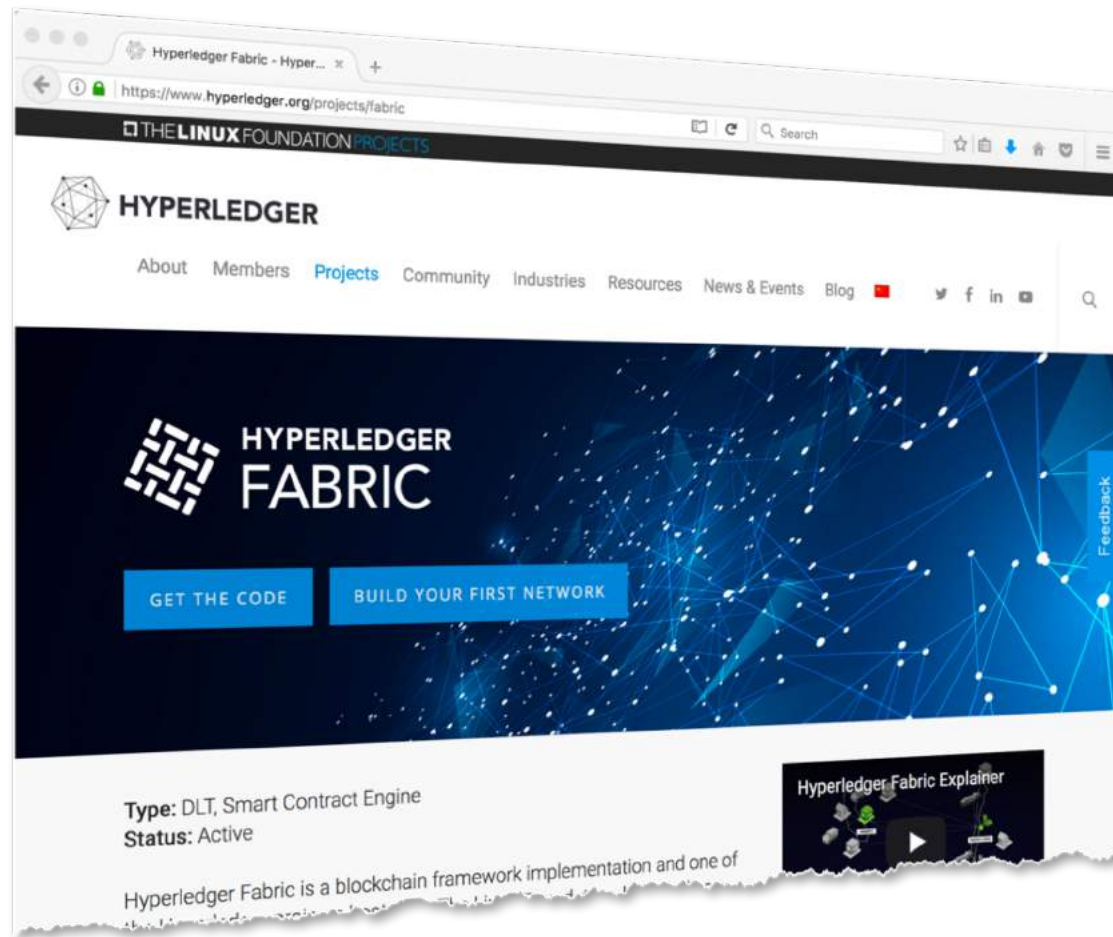 Hyperledger Fabric - Hyper... × +
https://www.hyperledger.org/projects/fabric
Search
THE LINUX FOUNDATION PROJECTS
HYPERLEDGER
About Members Projects Community Industries Resources News & Events Blog
HYPERLEDGER
FABRIC
GET THE CODE
BUILD YOUR FIRST NETWORK
Feedback
Type: DLT, Smart Contract Engine
Status: Active
Hyperledger Fabric Explainer
Hyperledger Fabric is a blockchain framework implementation and one of